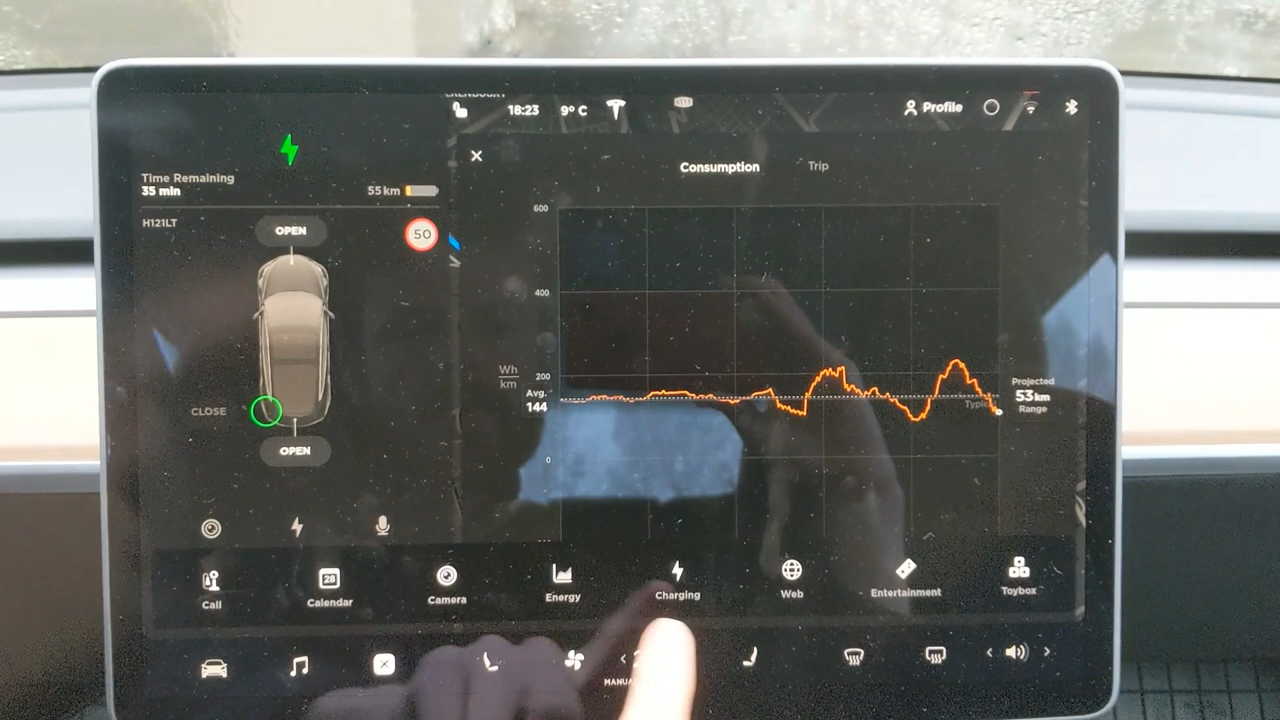 18:23 9°C Profile
Time Remaining
35 min 55 km
H121LT
OPEN
50
CLOSE
OPEN
Consumption Trip
600
400
200
0
Wh
km
Avg.
144
Projected
53 km
Range
Call
28
Calendar
Camera
Energy
Charging
Web
Entertainment
Toybox